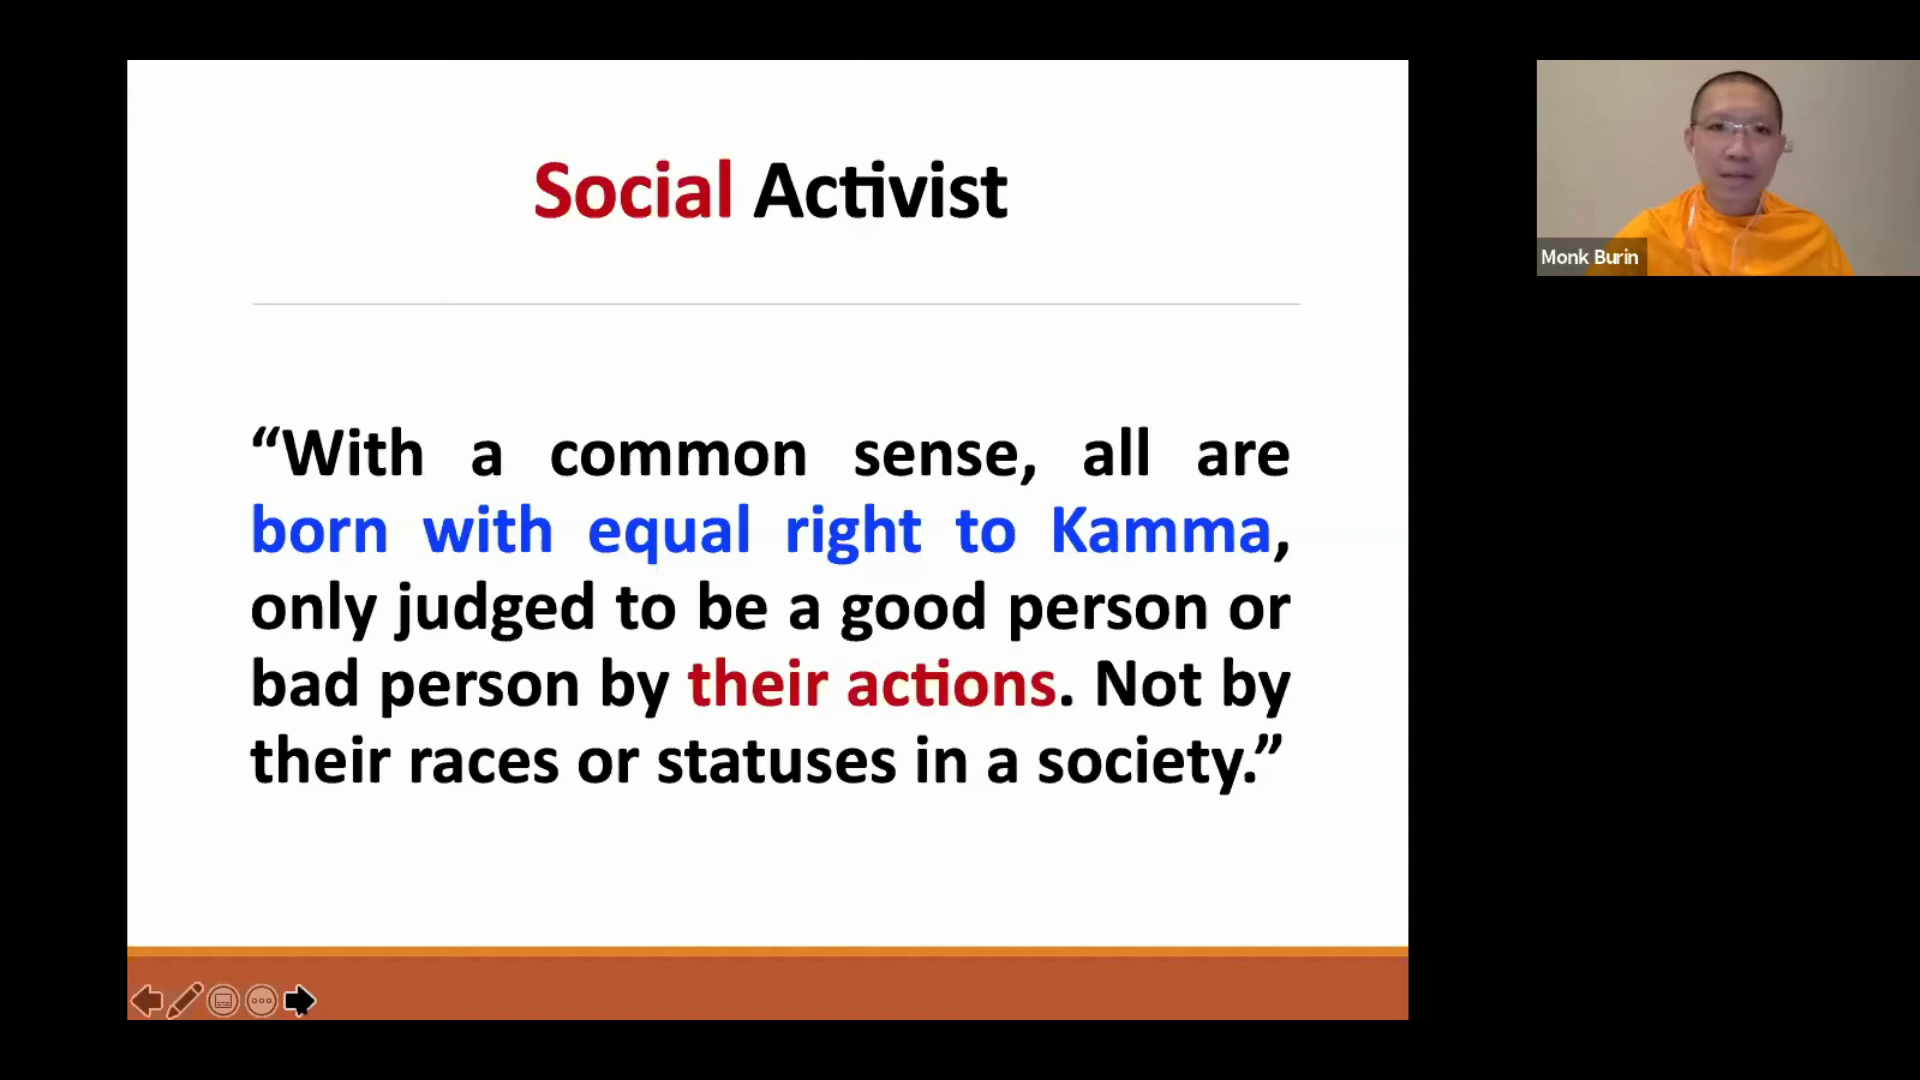 Social Activist
“With a common sense, all are
born with equal right to Kamma,
only judged to be a good person or
bad person by their actions. Not by
their races or statuses in a society.”
Monk Burin